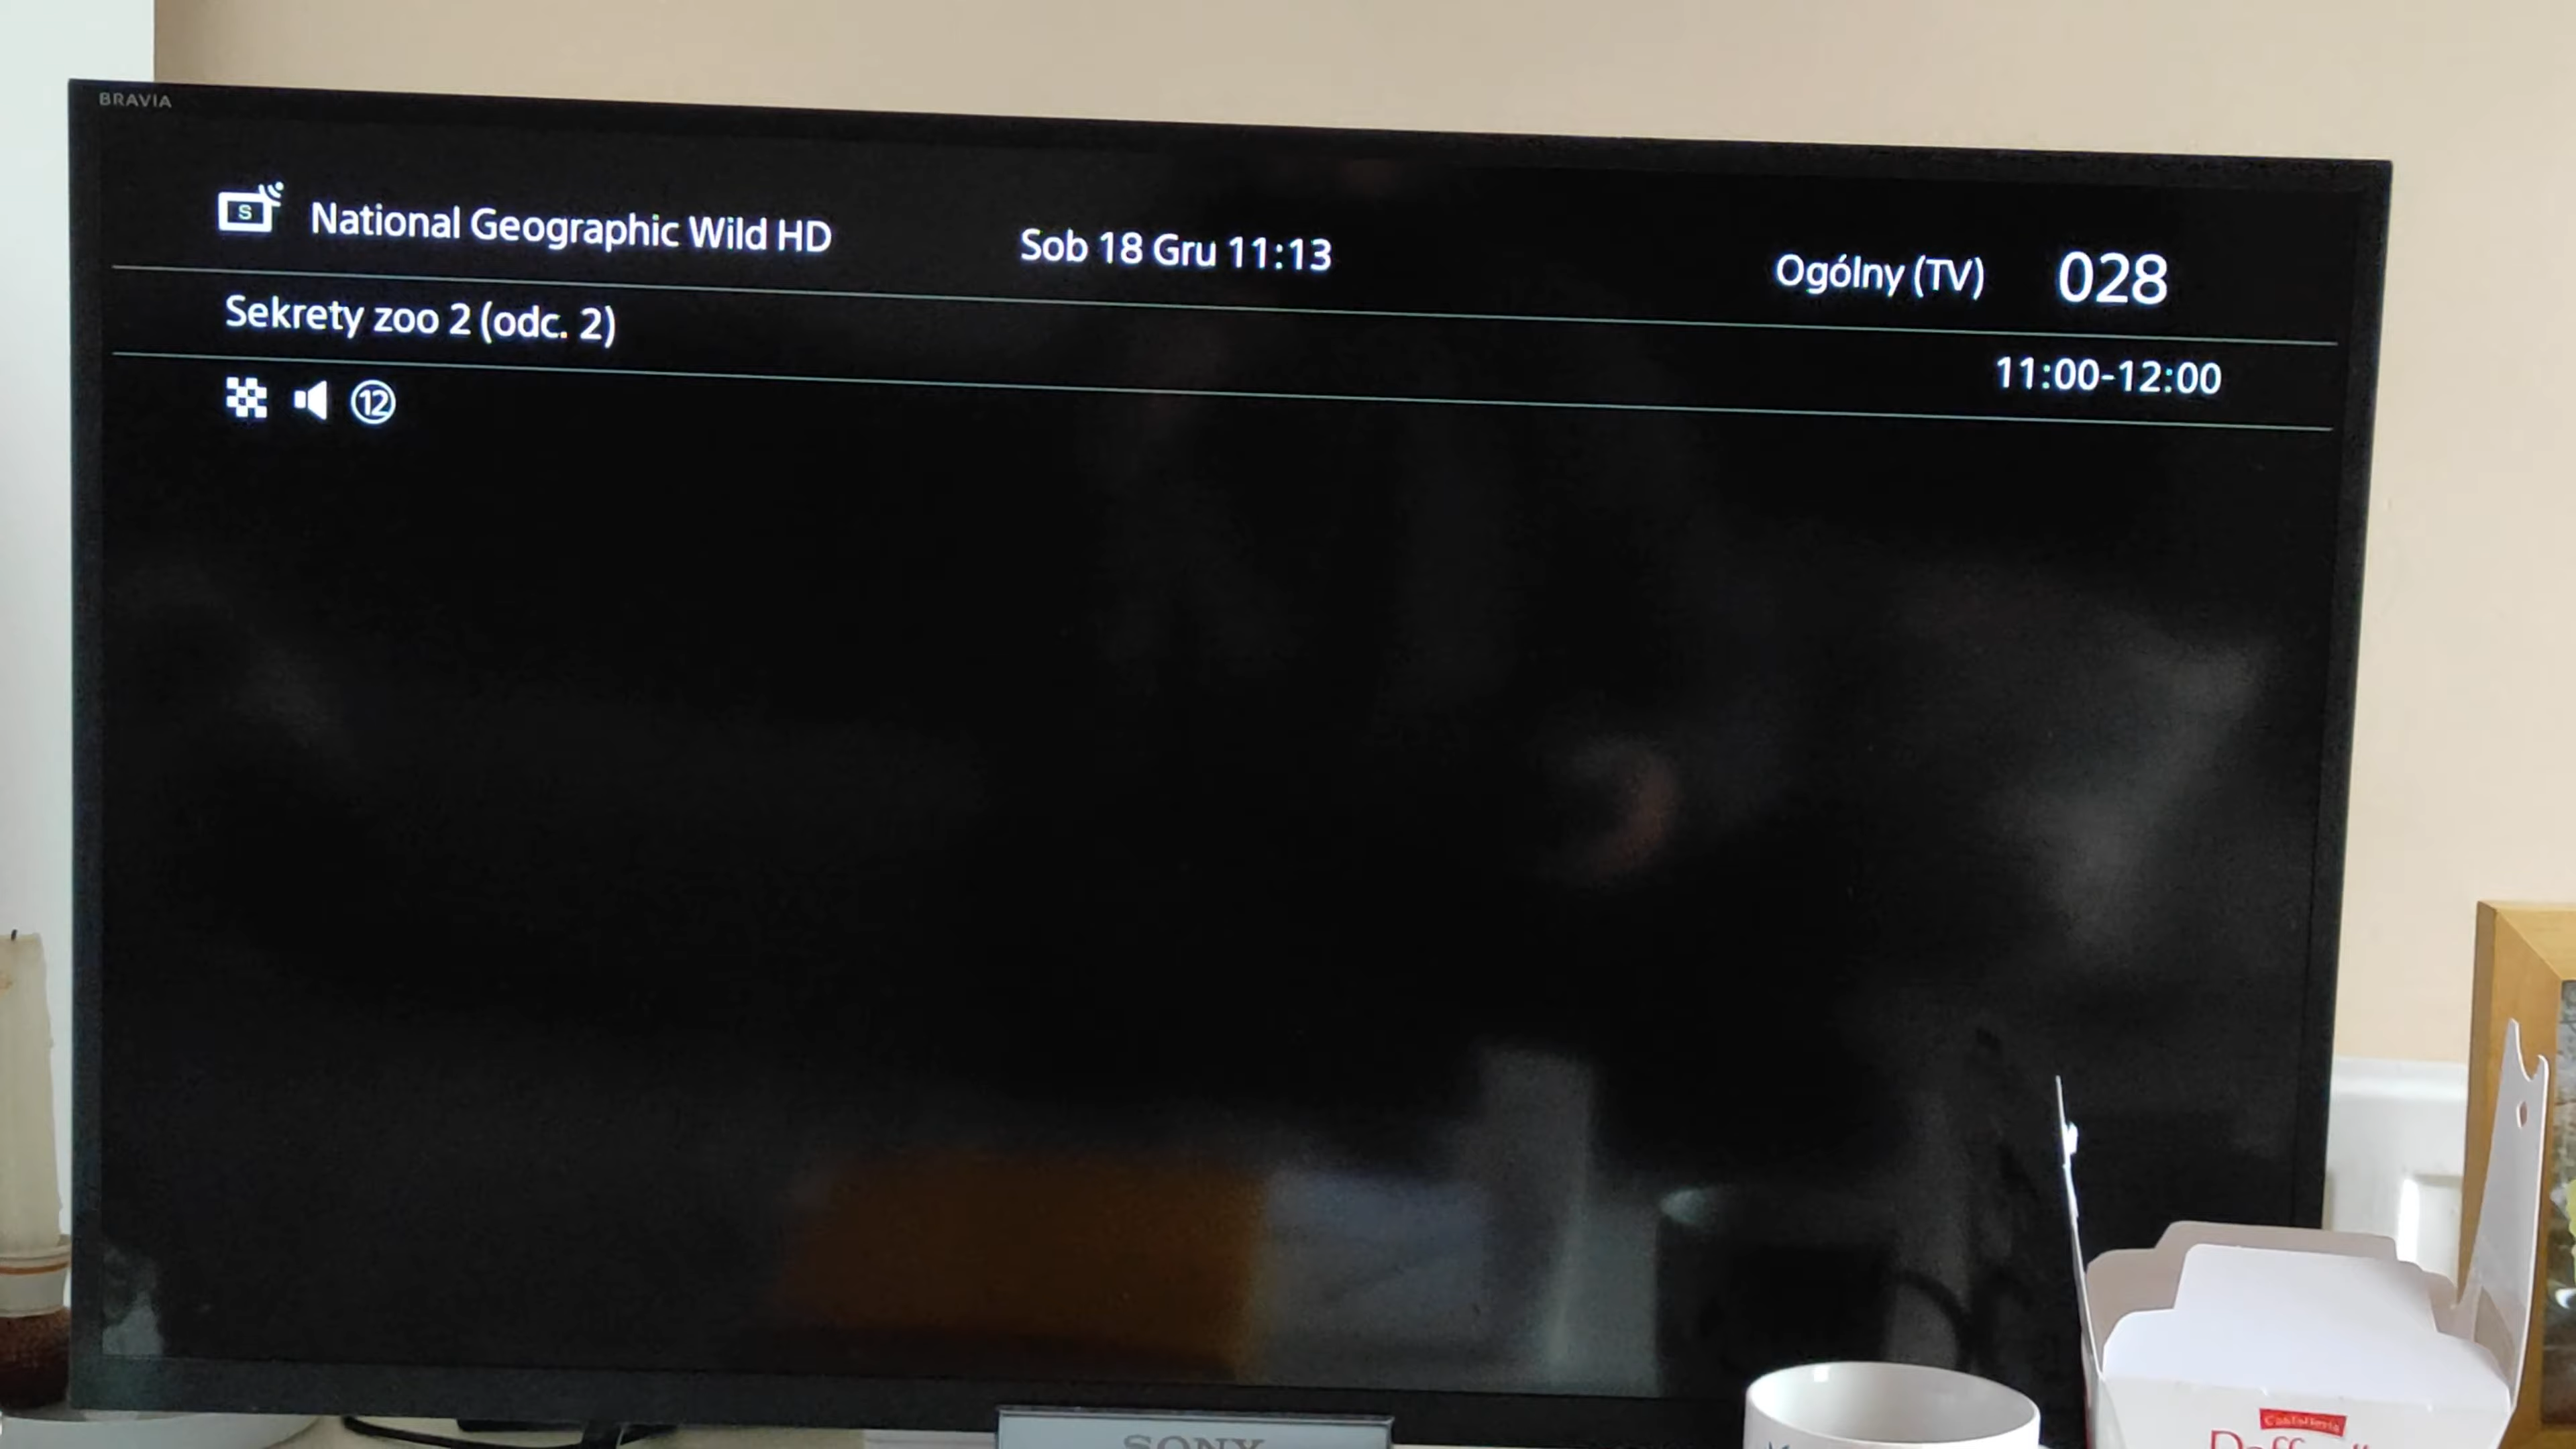 BRAVIA
S National Geographic Wild HD
Sob 18 Gru 11:13
Ogólny (TV) 028
Sekrety zoo 2 (odc. 2)
11:00-12:00
12
SONY